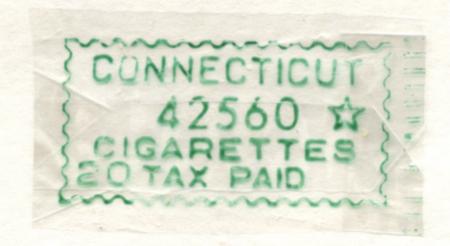 CONNECTICUT
42560 ☆
CIGARETTES
20 TAX PAID